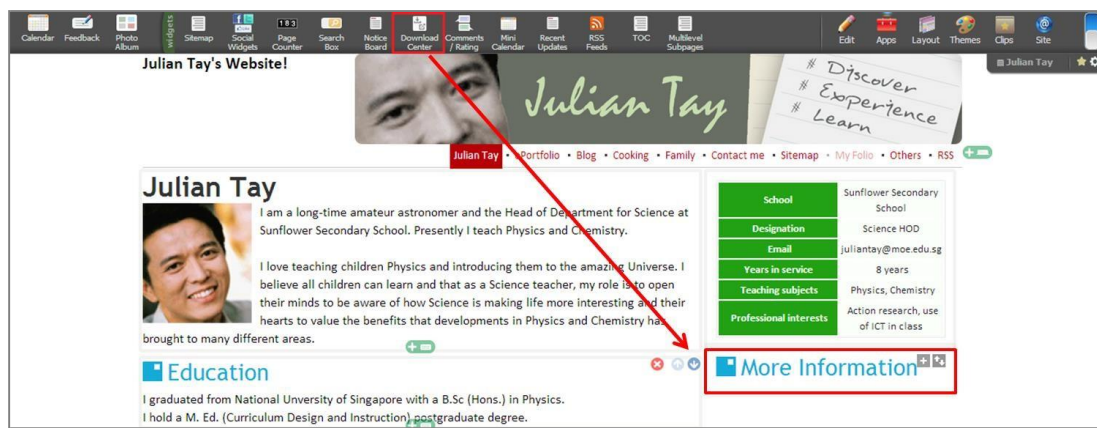 Calendar Feedback Photo Album widgets Sitemap Social Widgets Page Counter Search Box Notice Board Download Center Comments / Rating Mini Calendar Recent Updates RSS Feeds TOC Multilevel Subpages Edit Apps Layout Themes Clips Site
183
Julian Tay's Website!
Julian Tay
Julian Tay
# Discover
# Experience
# Learn
Julian Tay • Portfolio • Blog • Cooking • Family • Contact me • Sitemap • My Folio • Others • RSS
Julian Tay
I am a long-time amateur astronomer and the Head of Department for Science at
Sunflower Secondary School. Presently I teach Physics and Chemistry.
I love teaching children Physics and introducing them to the amazing Universe. I
believe all children can learn and that as a Science teacher, my role is to open
their minds to be aware of how Science is making life more interesting and their
hearts to value the benefits that developments in Physics and Chemistry has
brought to many different areas.
School Sunflower Secondary School
Designation Science HOD
Email juliantay@moe.edu.sg
Years in service 8 years
Teaching subjects Physics, Chemistry
Professional interests Action research, use of ICT in class
Education
I graduated from National Unversity of Singapore with a B.Sc (Hons.) in Physics.
I hold a M. Ed. (Curriculum Design and Instruction) postgraduate degree.
More Information